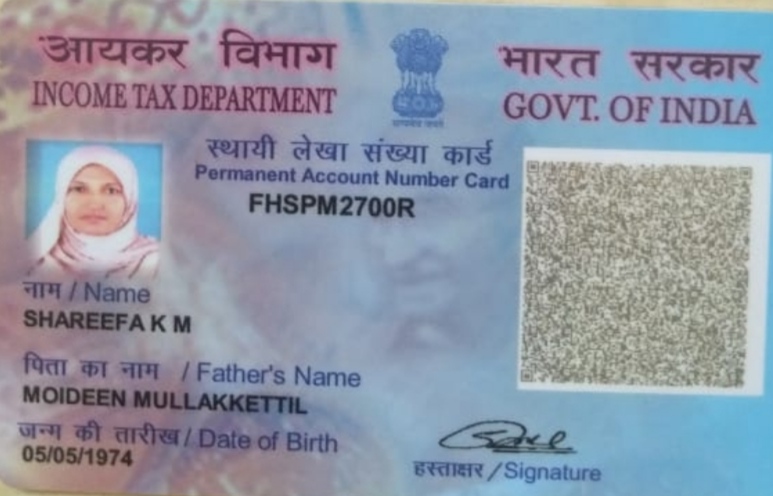 आयकर विभाग
INCOME TAX DEPARTMENT
भारत सरकार
GOVT. OF INDIA
सत्यमेव जयते
स्थायी लेखा संख्या कार्ड
Permanent Account Number Card
FHSPM2700R
नाम / Name
SHAREEFA K M
पिता का नाम / Father's Name
MOIDEEN MULLAKKETTIL
जन्म की तारीख / Date of Birth
05/05/1974
हस्ताक्षर / Signature